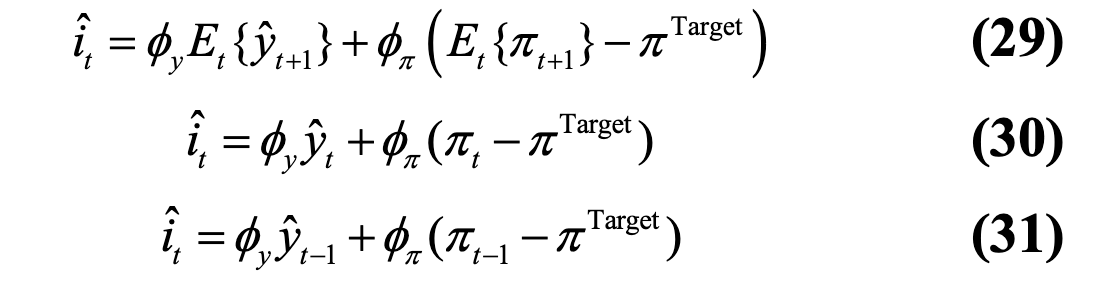 î_t = ϕ_y E_t{ŷ_{t+1}} + ϕ_π (E_t{π_{t+1}} − π^Target) (29)
î_t = ϕ_y ŷ_t + ϕ_π (π_t − π^Target) (30)
î_t = ϕ_y ŷ_{t−1} + ϕ_π (π_{t−1} − π^Target) (31)